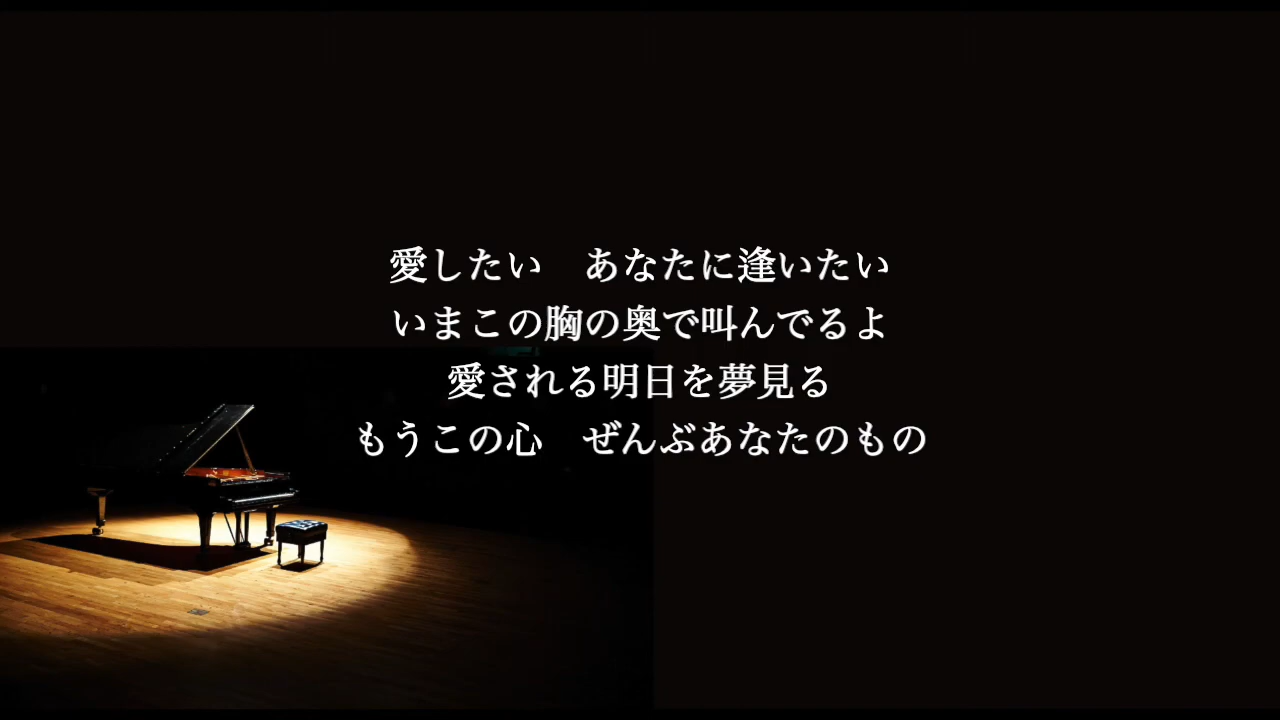 愛したい　あなたに逢いたい
いまこの胸の奥で叫んでるよ
愛される明日を夢見る
もうこの心　ぜんぶあなたのもの